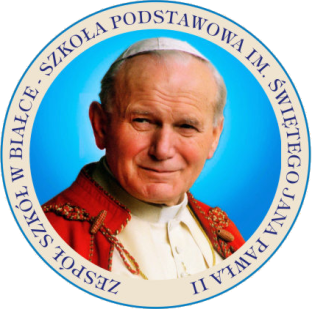 ZESPÓŁ SZKÓŁ W BIAŁCE - SZKOŁA PODSTAWOWA IM. ŚWIĘTEGO JANA PAWŁA II